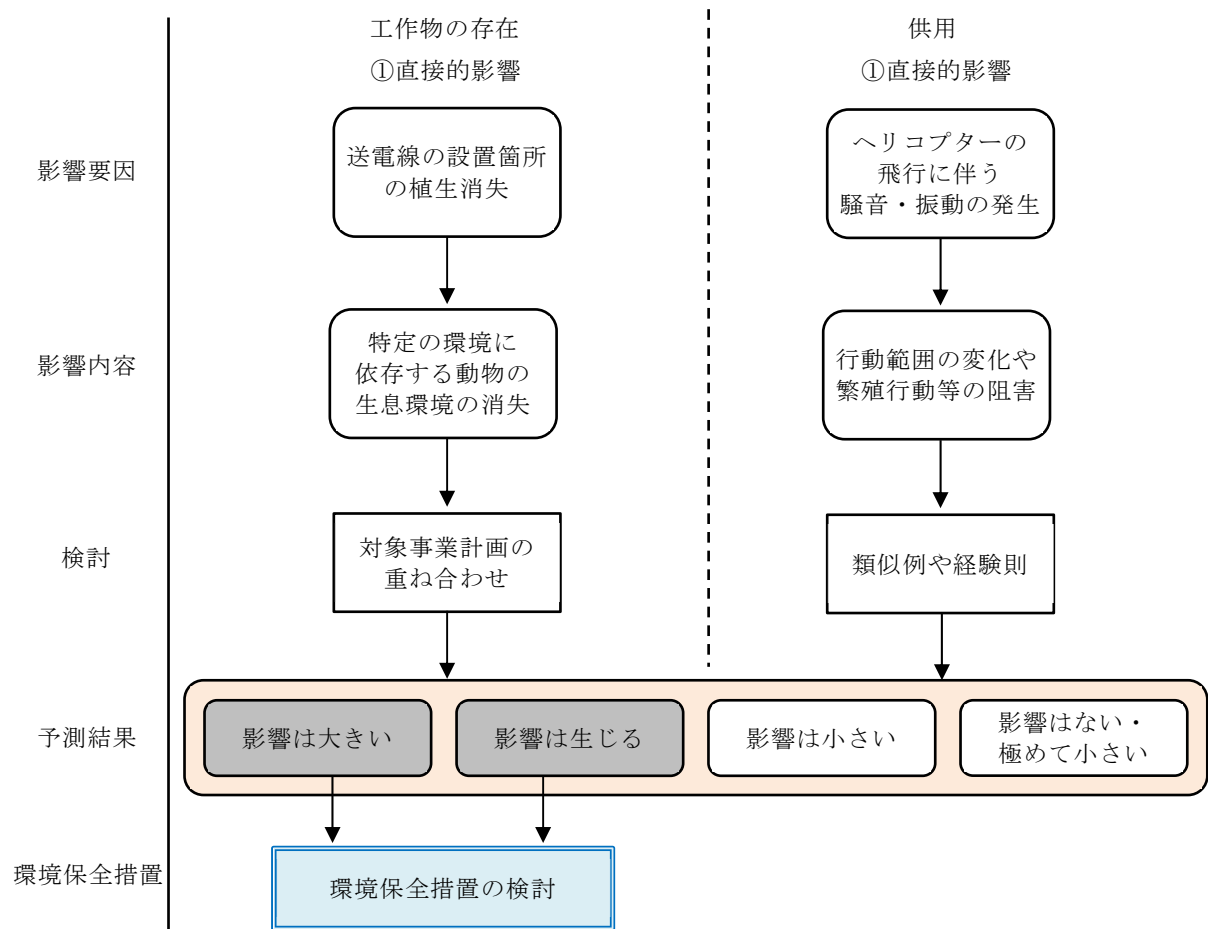 工作物の存在
①直接的影響
供用
①直接的影響
影響要因
送電線の設置箇所
の植生消失
ヘリコプターの
飛行に伴う
騒音・振動の発生
影響内容
特定の環境に
依存する動物の
生息環境の消失
行動範囲の変化や
繁殖行動等の阻害
検討
対象事業計画の
重ね合わせ
類似例や経験則
予測結果
影響は大きい
影響は生じる
影響は小さい
影響はない・
極めて小さい
環境保全措置
環境保全措置の検討